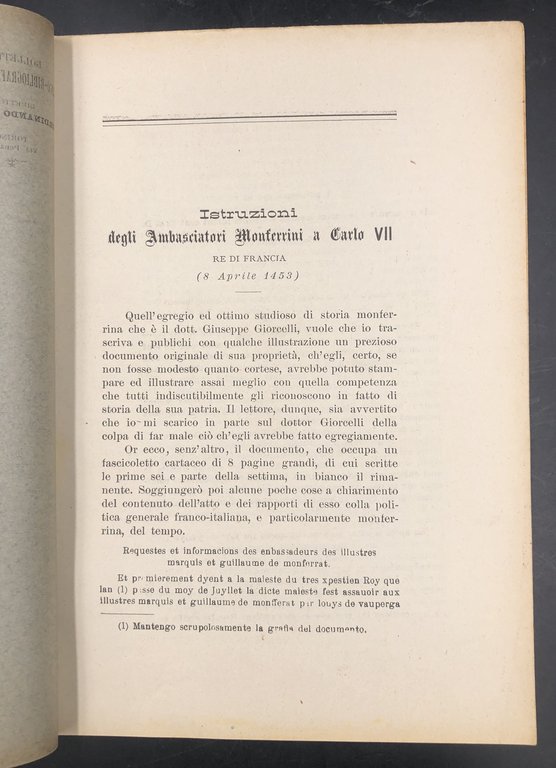 Istruzioni
degli Ambasciatori Monferrini a Carlo VII
RE DI FRANCIA
(8 Aprile 1453)
Quell'egregio ed ottimo studioso di storia monfer-
rina che è il dott. Giuseppe Giorcelli, vuole che io tra-
scriva e publichi con qualche illustrazione un prezioso
documento originale di sua proprietà, ch'egli, certo, se
non fosse modesto quanto cortese, avrebbe potuto stam-
pare ed illustrare assai meglio con quella competenza
che tutti indiscutibilmente gli riconoscono in fatto di
storia della sua patria. Il lettore, dunque, sia avvertito
che io mi scarico in parte sul dottor Giorcelli della
colpa di far male ciò ch'egli avrebbe fatto egregiamente.
Or ecco, senz'altro, il documento, che occupa un
fascicoletto cartaceo di 8 pagine grandi, di cui scritte
le prime sei e parte della settima, in bianco il rima-
nente. Soggiungerò poi alcune poche cose a chiarimento
del contenuto dell'atto e dei rapporti di esso colla poli-
tica generale franco-italiana, e particolarmente monfer-
rina, del tempo.
Requestes et informacions des enbassadeurs des illustres
marquis et guillaume de monferrat.
Et premierement dyent a la maieste du tres xpestien Roy que
lan (1) passe du moy de Juyllet la dicte maieste fest assauoir aux
illustres marquis et guillaume de montferat par louys de vauperga
(1) Mantengo scrupolosamente la grafia del documento.